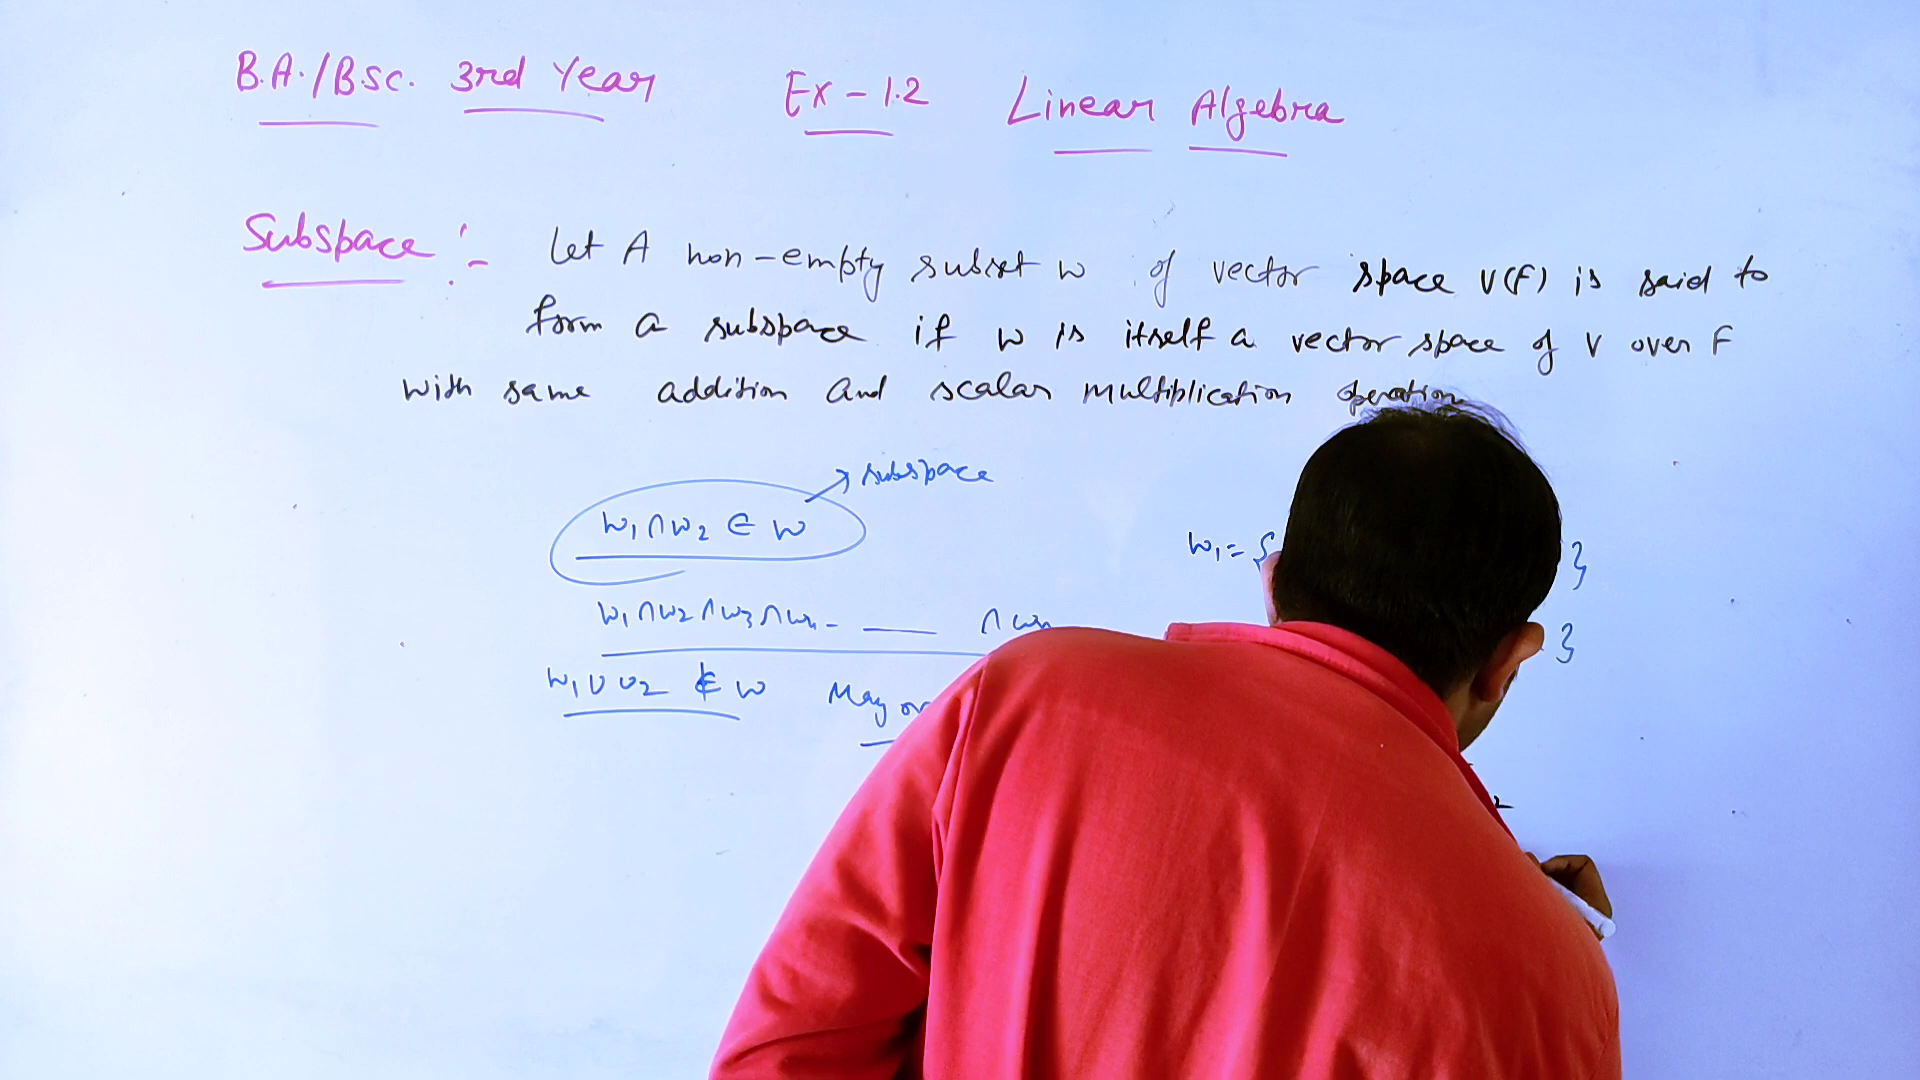 B.A./B.Sc. 3rd Year Ex - 1.2 Linear Algebra
Subspace :- Let A non-empty subset W of vector space V(F) is said to
form a subspace if W is itself a vector space of V over F
with same addition and scalar multiplication operation
→ subspace
W₁∩W₂ ∈ W
W₁ = { }
W₁∩W₂∩W₃∩W₄- — ∩Wn
}
W₁∪W₂ ∉ W May or